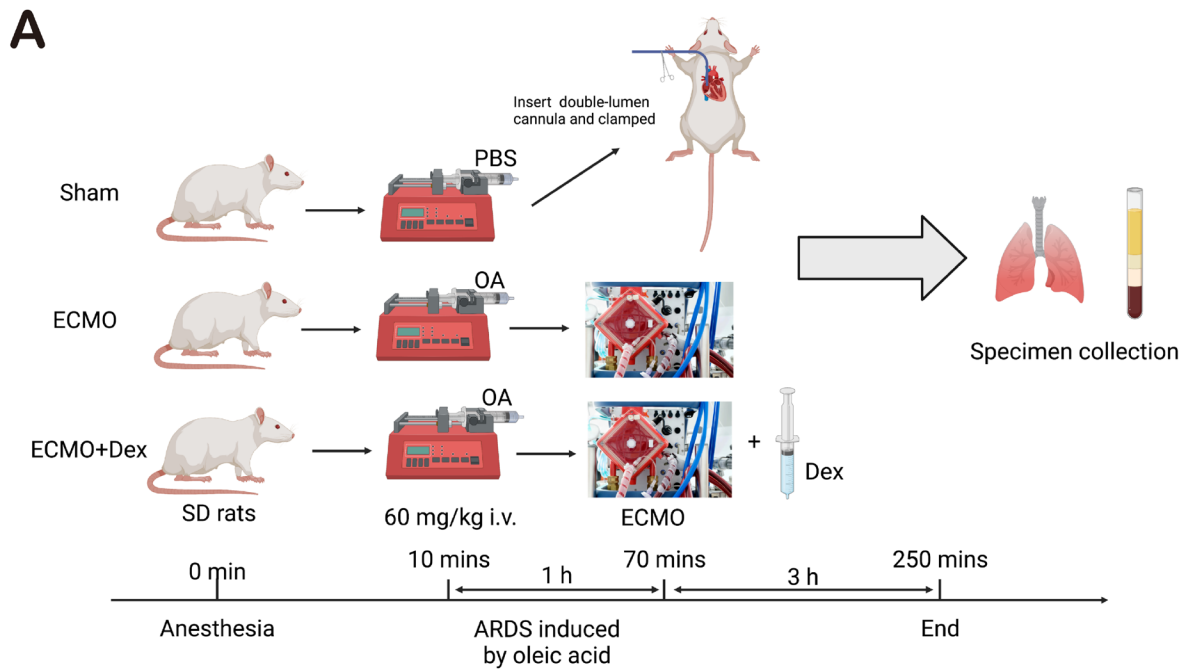 A
Insert double-lumen
cannula and clamped
Sham
PBS
ECMO
OA
ECMO+Dex
OA
+
Dex
Specimen collection
SD rats
60 mg/kg i.v.
ECMO
0 min
10 mins
1 h
70 mins
3 h
250 mins
Anesthesia
ARDS induced
by oleic acid
End